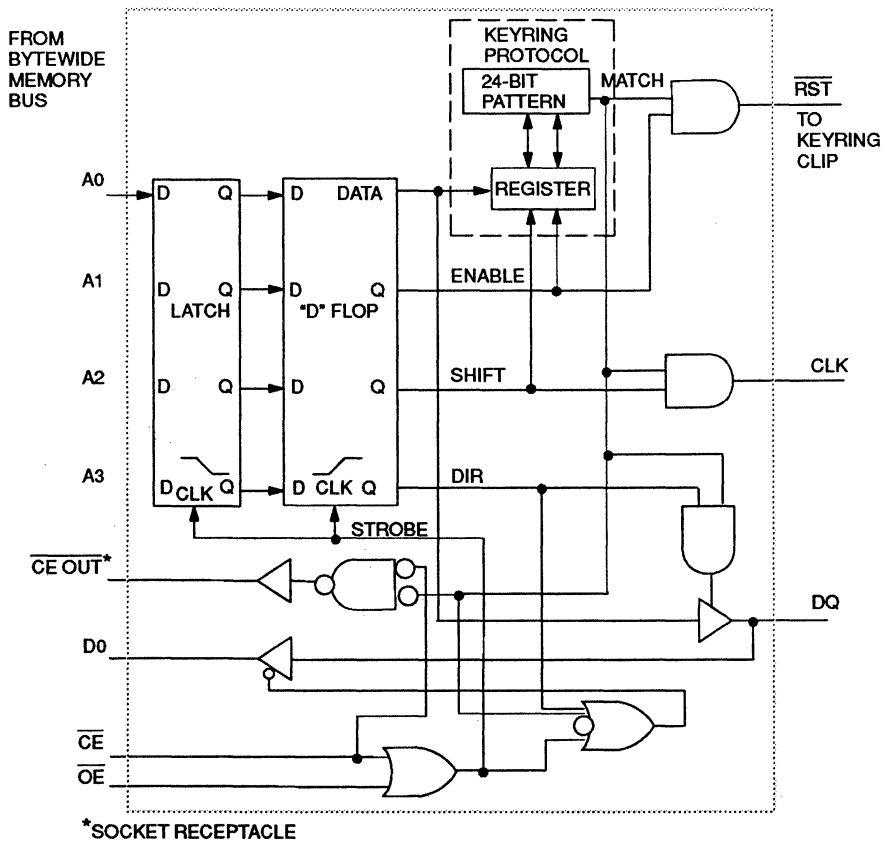 FROM
BYTEWIDE
MEMORY
BUS
KEYRING
PROTOCOL
24-BIT
PATTERN
MATCH
RST
TO
KEYRING
CLIP
A0
D Q
D DATA
REGISTER
A1
ENABLE
D Q
D Q
LATCH
"D" FLOP
A2
D Q
D Q
SHIFT
CLK
A3
D CLK Q
D CLK Q
DIR
STROBE
CE OUT*
DQ
D0
CE
OE
*SOCKET RECEPTACLE